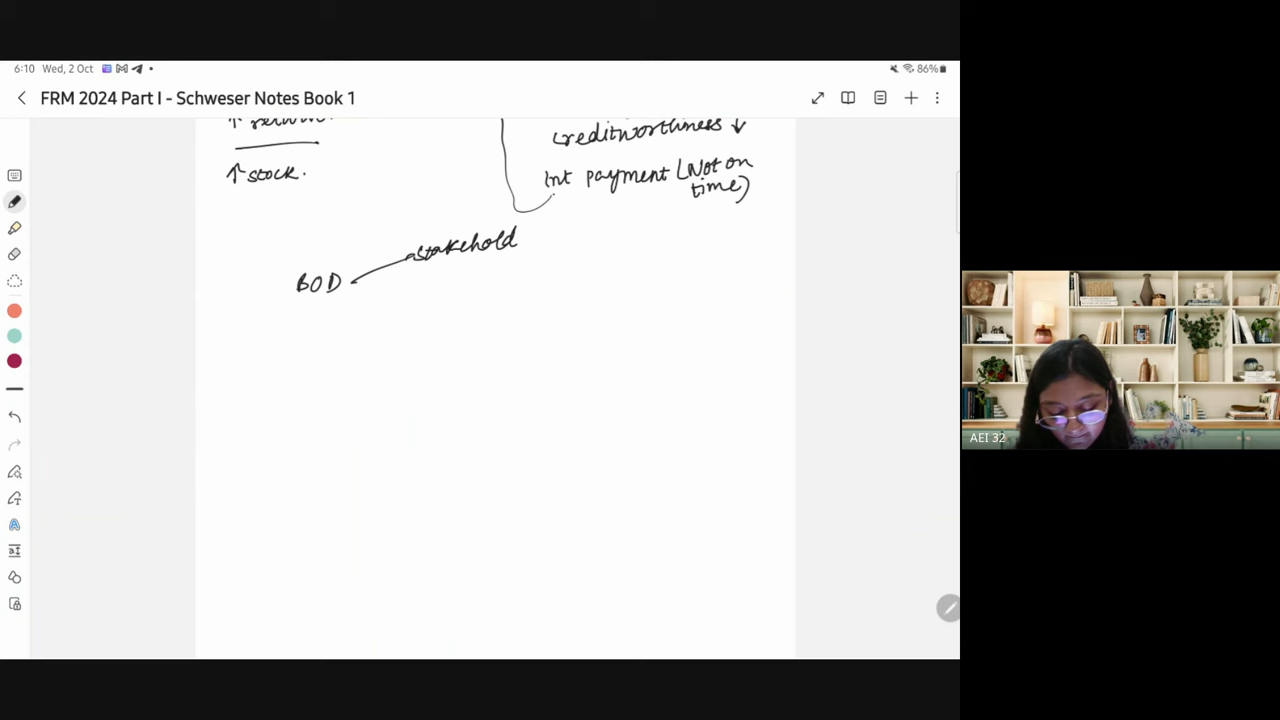 6:10 Wed, 2 Oct
86%
FRM 2024 Part I - Schweser Notes Book 1
↑ return.
creditworthiness ↓
↑ stock.
Int payment (Not on
time)
stakehold
BOD
AEI 32